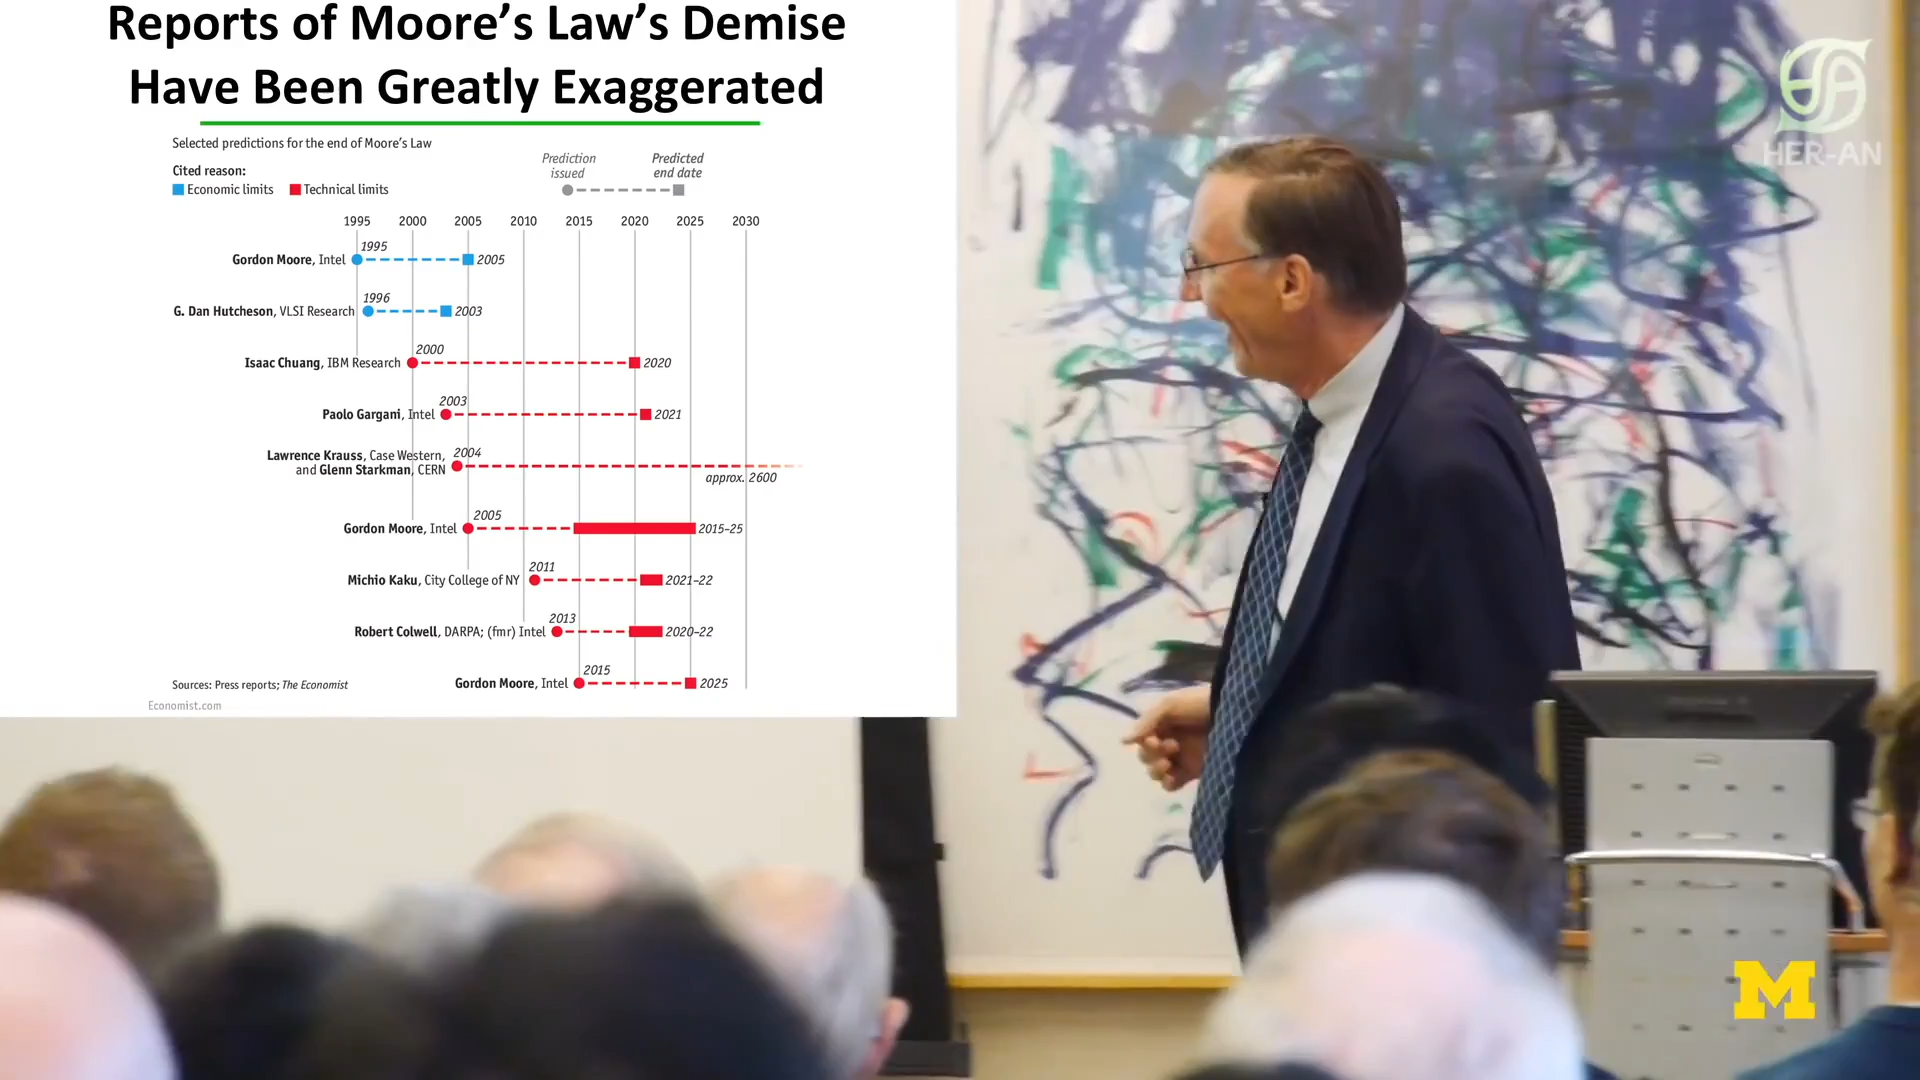 Reports of Moore's Law's Demise
Have Been Greatly Exaggerated
Selected predictions for the end of Moore's Law
Cited reason:
Economic limits
Technical limits
Prediction
issued
Predicted
end date
1995 2000 2005 2010 2015 2020 2025 2030
1995
Gordon Moore, Intel 2005
1996
G. Dan Hutcheson, VLSI Research 2003
2000
Isaac Chuang, IBM Research 2020
2003
Paolo Gargani, Intel 2021
2004
Lawrence Krauss, Case Western,
and Glenn Starkman, CERN
approx. 2600
2005
Gordon Moore, Intel 2015–25
2011
Michio Kaku, City College of NY 2021–22
2013
Robert Colwell, DARPA; (fmr) Intel 2020–22
2015
Gordon Moore, Intel 2025
Sources: Press reports; The Economist
Economist.com
HER-AN
M